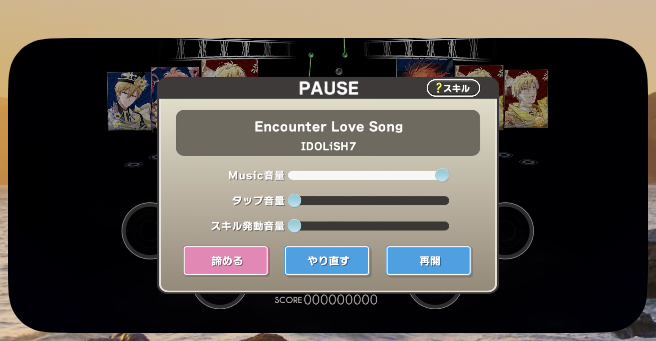 PAUSE
?スキル
Encounter Love Song
IDOLiSH7
Music音量
タップ音量
スキル発動音量
諦める
やり直す
再開
SCORE 000000000